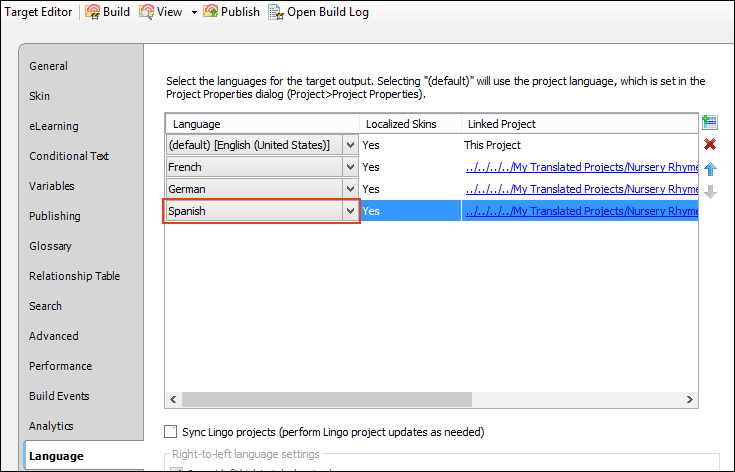 Target Editor Build View Publish Open Build Log
General
Skin
eLearning
Conditional Text
Variables
Publishing
Glossary
Relationship Table
Search
Advanced
Performance
Build Events
Analytics
Language
Select the languages for the target output. Selecting "(default)" will use the project language, which is set in the
Project Properties dialog (Project>Project Properties).
Language Localized Skins Linked Project
(default) [English (United States)] Yes This Project
French Yes ../../../../My Translated Projects/Nursery Rhyme
German Yes ../../../../My Translated Projects/Nursery Rhyme
Spanish Yes ../../../../My Translated Projects/Nursery Rhyme
Sync Lingo projects (perform Lingo project updates as needed)
Right-to-left language settings